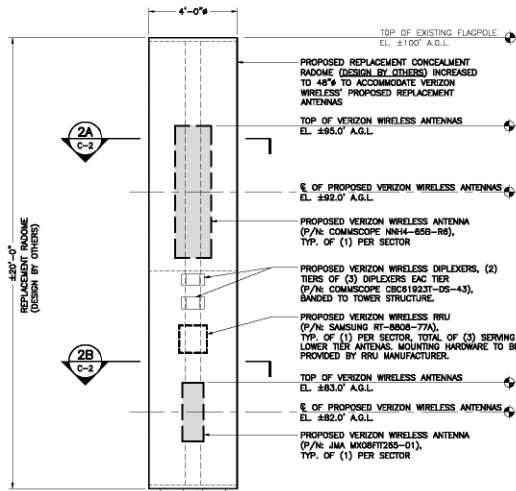 4'-0"ø
TOP OF EXISTING FLAGPOLE
EL. ±100' A.G.L.
PROPOSED REPLACEMENT CONCEALMENT
RADOME (DESIGN BY OTHERS) INCREASED
TO 48"ø TO ACCOMMODATE VERIZON
WIRELESS' PROPOSED REPLACEMENT
ANTENNAS
2A
C-2
TOP OF VERIZON WIRELESS ANTENNAS
EL. ±95.0' A.G.L.
℄ OF PROPOSED VERIZON WIRELESS ANTENNAS
EL. ±92.0' A.G.L.
PROPOSED VERIZON WIRELESS ANTENNA
(P/N: COMMSCOPE NNH4-65B-R6),
TYP. OF (1) PER SECTOR
±20'-0"
REPLACEMENT RADOME
(DESIGN BY OTHERS)
PROPOSED VERIZON WIRELESS DIPLEXERS, (2)
TIERS OF (3) DIPLEXERS EAC TIER
(P/N: COMMSCOPE CBC61923T-DS-43),
BANDED TO TOWER STRUCTURE.
PROPOSED VERIZON WIRELESS RRU
(P/N: SAMSUNG RT-8808-77A),
TYP. OF (1) PER SECTOR, TOTAL OF (3) SERVING
LOWER TIER ANTENAS. MOUNTING HARDWARE TO BE
PROVIDED BY RRU MANUFACTURER.
2B
C-2
TOP OF VERIZON WIRELESS ANTENNAS
EL. ±83.0' A.G.L.
℄ OF PROPOSED VERIZON WIRELESS ANTENNAS
EL. ±82.0' A.G.L.
PROPOSED VERIZON WIRELESS ANTENNA
(P/N: JMA MX08FIT265-01),
TYP. OF (1) PER SECTOR